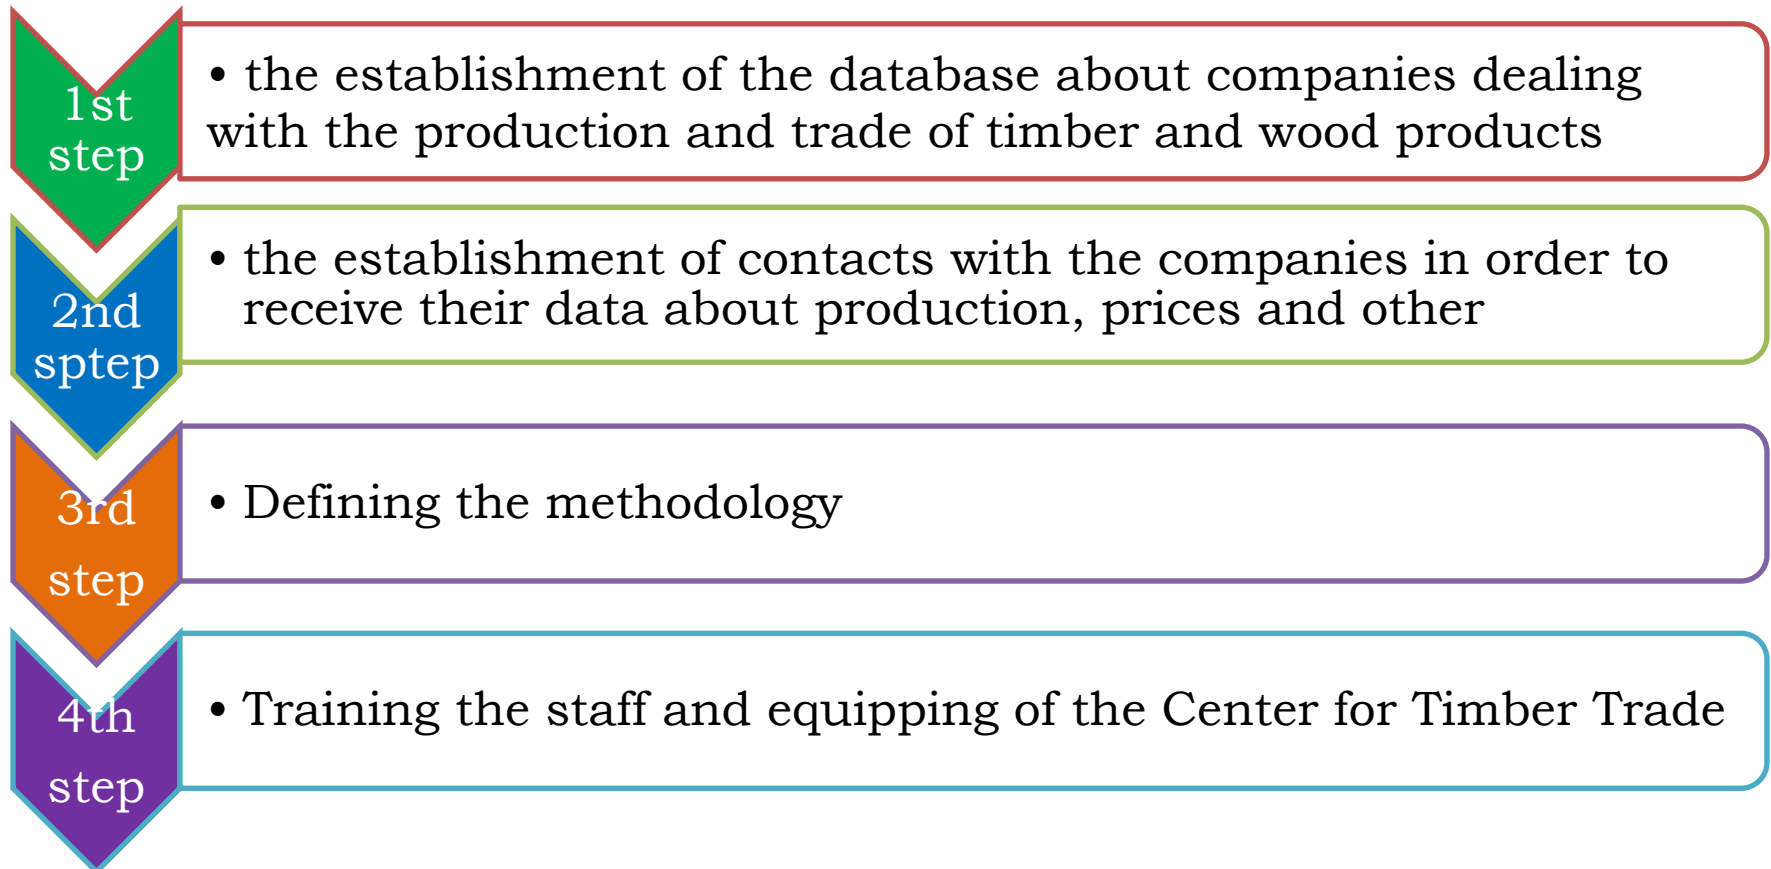 1st
step
• the establishment of the database about companies dealing
with the production and trade of timber and wood products
2nd
sptep
• the establishment of contacts with the companies in order to
receive their data about production, prices and other
3rd
step
• Defining the methodology
4th
step
• Training the staff and equipping of the Center for Timber Trade